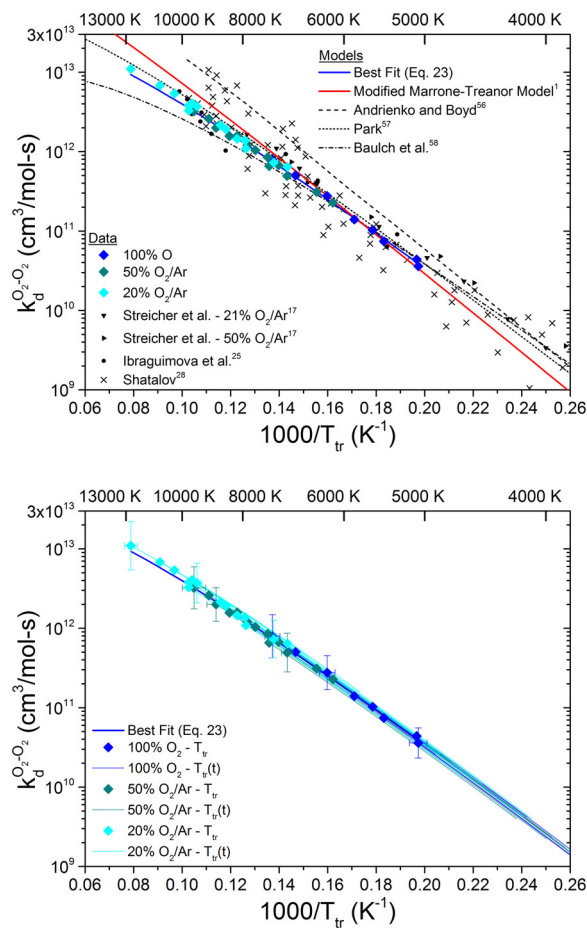 13000 K 10000 K 8000 K 6000 K 5000 K 4000 K
3x10¹³
10¹³
10¹²
10¹¹
10¹⁰
10⁹
k_d^{O₂-O₂} (cm³/mol-s)
Models
Best Fit (Eq. 23)
Modified Marrone-Treanor Model¹
Andrienko and Boyd⁵⁶
Park⁵⁷
Baulch et al.⁵⁸
Data
100% O
50% O₂/Ar
20% O₂/Ar
Streicher et al. - 21% O₂/Ar¹⁷
Streicher et al. - 50% O₂/Ar¹⁷
Ibraguimova et al.²⁵
Shatalov²⁸
0.06 0.08 0.10 0.12 0.14 0.16 0.18 0.20 0.22 0.24 0.26
1000/T_tr (K⁻¹)
13000 K 10000 K 8000 K 6000 K 5000 K 4000 K
3x10¹³
10¹³
10¹²
10¹¹
10¹⁰
10⁹
k_d^{O₂-O₂} (cm³/mol-s)
Best Fit (Eq. 23)
100% O₂ - T_tr
100% O₂ - T_tr(t)
50% O₂/Ar - T_tr
50% O₂/Ar - T_tr(t)
20% O₂/Ar - T_tr
20% O₂/Ar - T_tr(t)
0.06 0.08 0.10 0.12 0.14 0.16 0.18 0.20 0.22 0.24 0.26
1000/T_tr (K⁻¹)